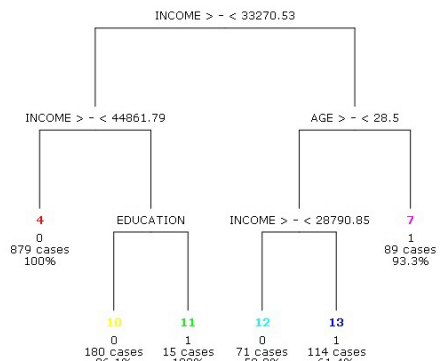 INCOME > - < 33270.53
INCOME > - < 44861.79
AGE > - < 28.5
4
EDUCATION
INCOME > - < 28790.85
7
0
1
879 cases
89 cases
100%
93.3%
10
11
12
13
0
1
0
1
180 cases
15 cases
71 cases
114 cases